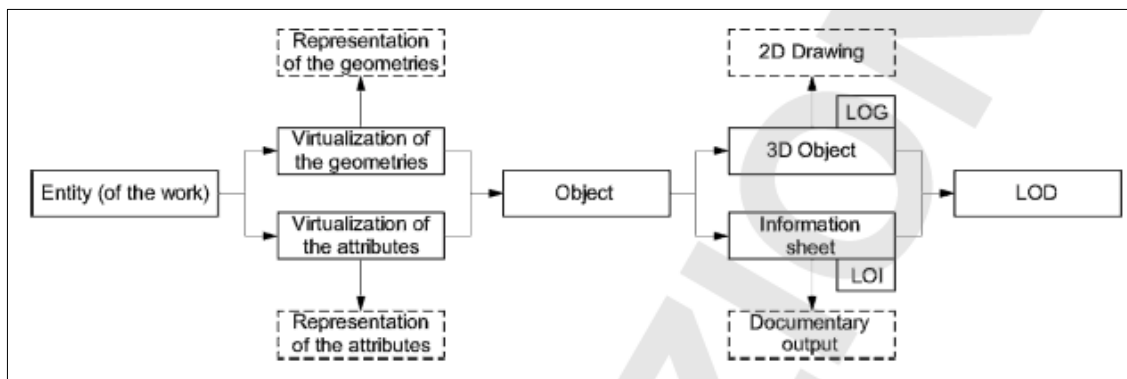 Representation
of the geometries
2D Drawing
LOG
Virtualization of
the geometries
3D Object
Entity (of the work)
Object
LOD
Virtualization of
the attributes
Information
sheet
LOI
Representation
of the attributes
Documentary
output
ZION